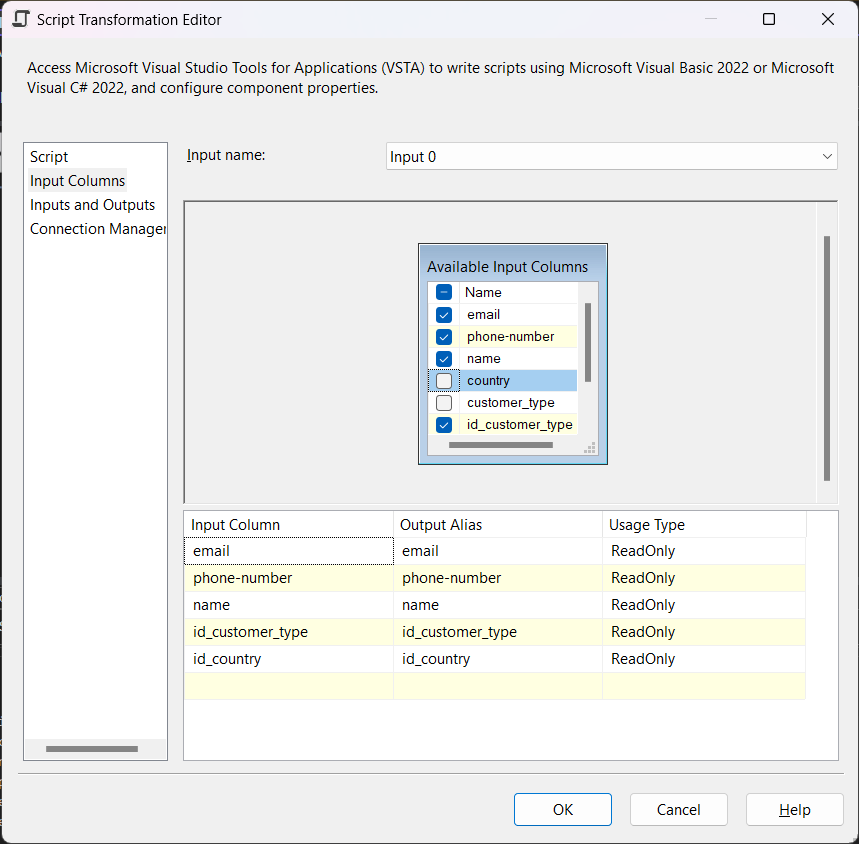 Script Transformation Editor
Access Microsoft Visual Studio Tools for Applications (VSTA) to write scripts using Microsoft Visual Basic 2022 or Microsoft
Visual C# 2022, and configure component properties.
Script
Input Columns
Inputs and Outputs
Connection Manager
Input name:
Input 0
Available Input Columns
Name
email
phone-number
name
country
customer_type
id_customer_type
Input Column Output Alias Usage Type
email email ReadOnly
phone-number phone-number ReadOnly
name name ReadOnly
id_customer_type id_customer_type ReadOnly
id_country id_country ReadOnly
OK Cancel Help